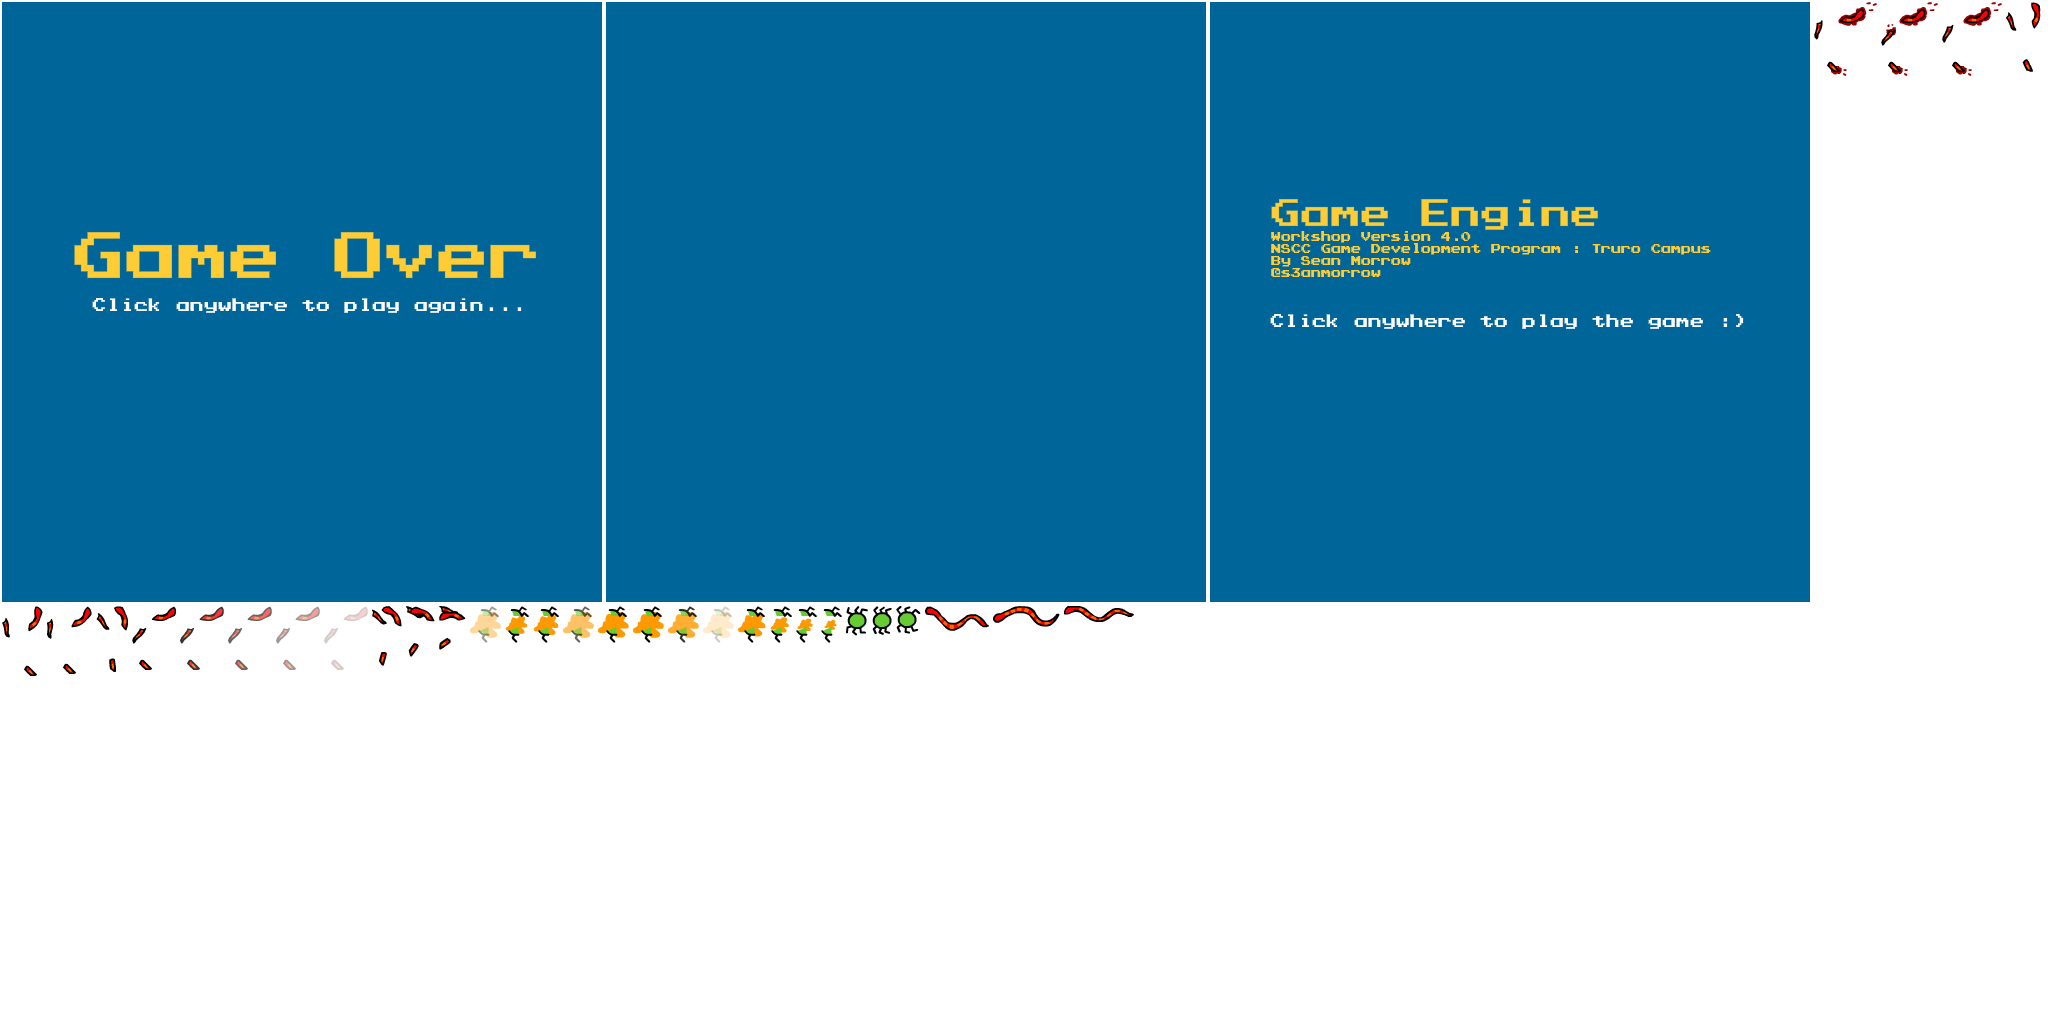 Game Over
Click anywhere to play again...
Game Engine
Workshop Version 4.0
NSCC Game Development Program : Truro Campus
By Sean Morrow
@s3anmorrow
Click anywhere to play the game :)